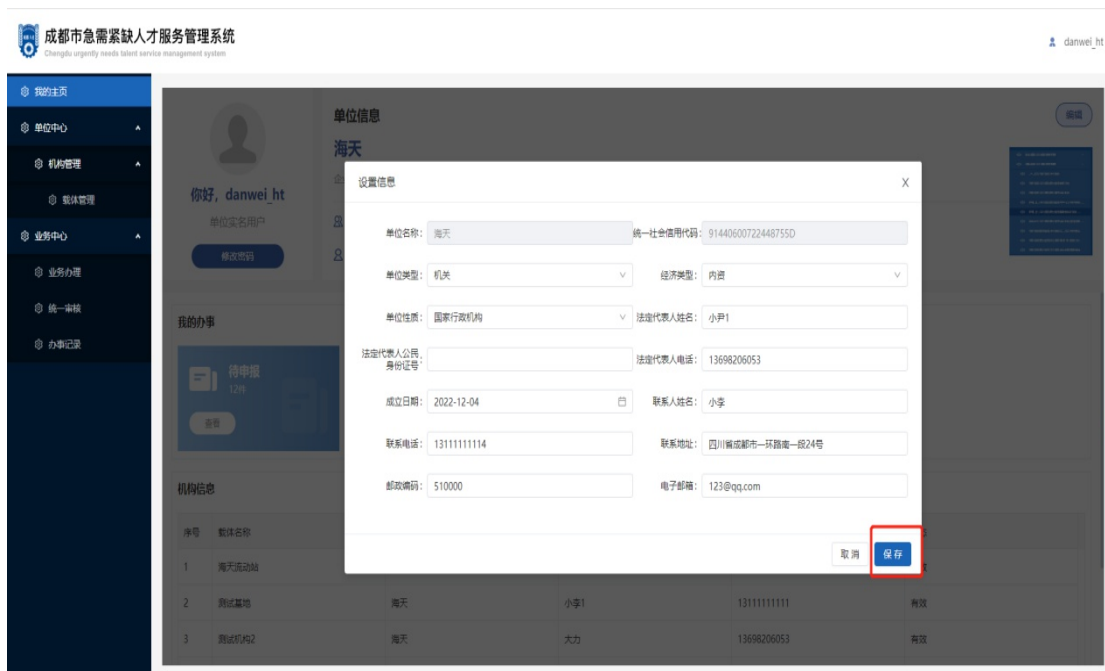 成都市急需紧缺人才服务管理系统
Chengdu urgently needs talent service management system
danwei_ht
我的主页
单位中心
机构管理
载体管理
业务中心
业务办理
统一审核
办事记录
你好, danwei_ht
单位实名用户
修改密码
单位信息
海天
编辑
设置信息 X
单位名称: 海天 统一社会信用代码: 91440600722448755D
单位类型: 机关 经济类型: 内资
单位性质: 国家行政机构 法定代表人姓名: 小尹1
法定代表人公民, 身份证号: 法定代表人电话: 13698206053
成立日期: 2022-12-04 联系人姓名: 小李
联系电话: 13111111114 联系地址: 四川省成都市一环路南一段24号
邮政编码: 510000 电子邮箱: 123@qq.com
取消 保存
我的办事
待申报
12件
查看
机构信息
序号 载体名称
1 海天流动站
2 测试基地 海天 小李1 13111111111 有效
3 测试机构2 海天 大力 13698206053 有效